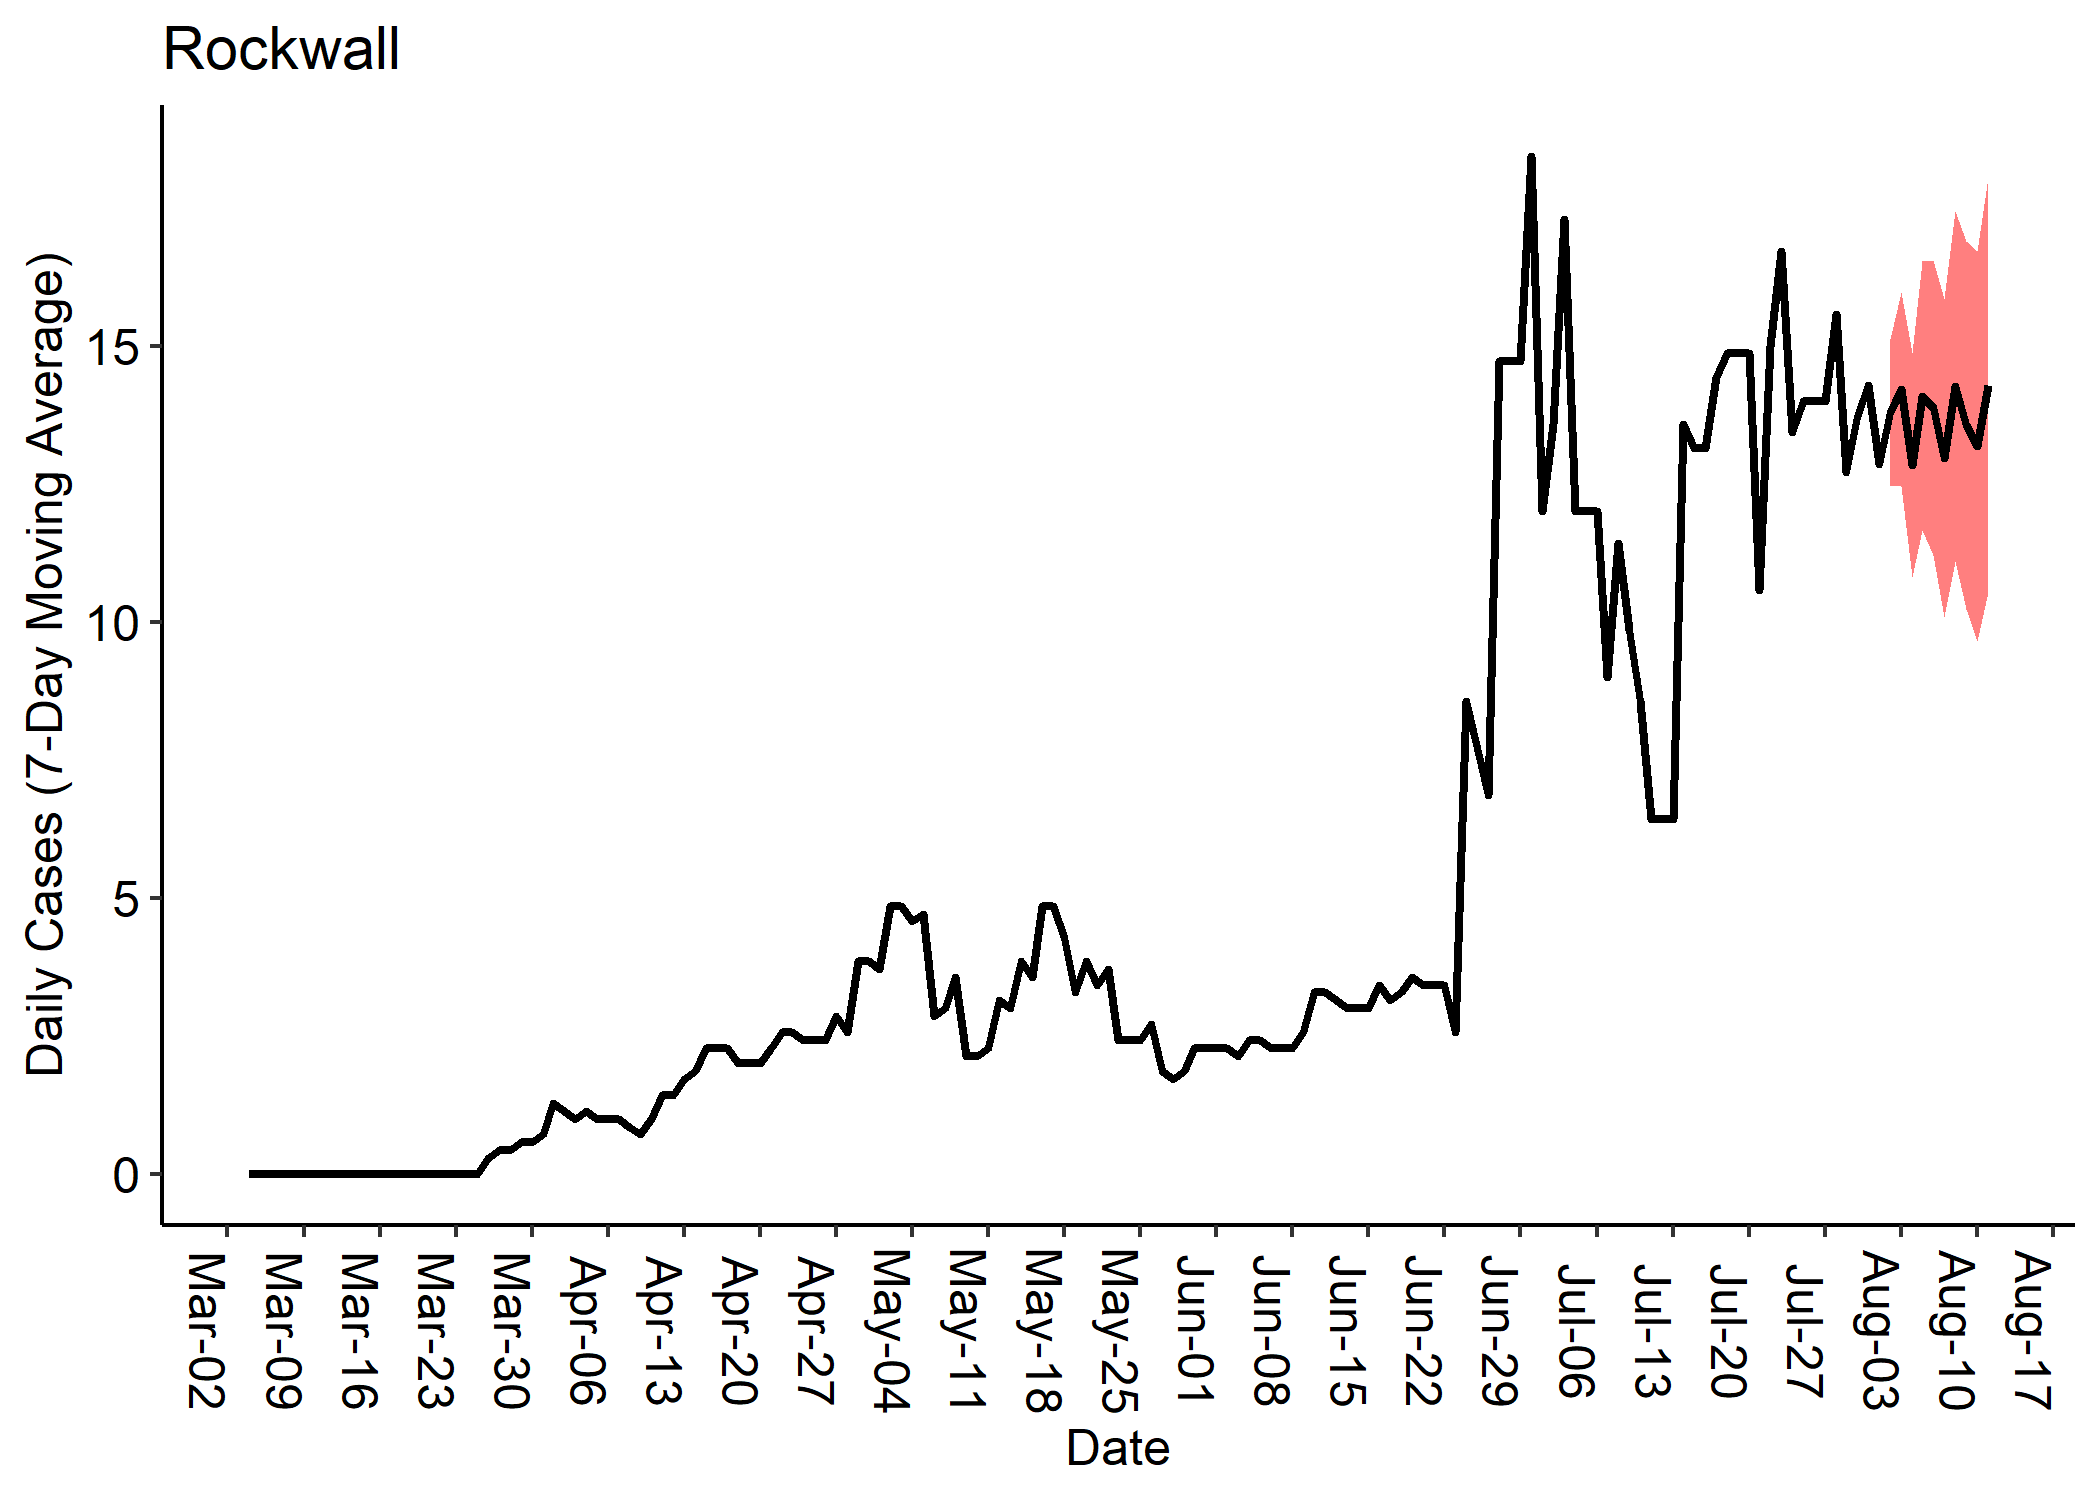 Rockwall
Daily Cases (7-Day Moving Average)
15
10
5
0
Mar-02
Mar-09
Mar-16
Mar-23
Mar-30
Apr-06
Apr-13
Apr-20
Apr-27
May-04
May-11
May-18
May-25
Jun-01
Jun-08
Jun-15
Jun-22
Jun-29
Jul-06
Jul-13
Jul-20
Jul-27
Aug-03
Aug-10
Aug-17
Date